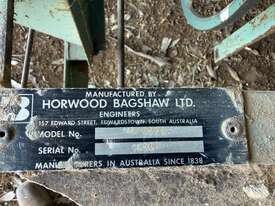 MANUFACTURED BY
HORWOOD BAGSHAW LTD.
ENGINEERS
157 EDWARD STREET, EDWARDSTOWN, SOUTH AUSTRALIA
MODEL No.
SERIAL No.
MANUFACTURERS IN AUSTRALIA SINCE 1838